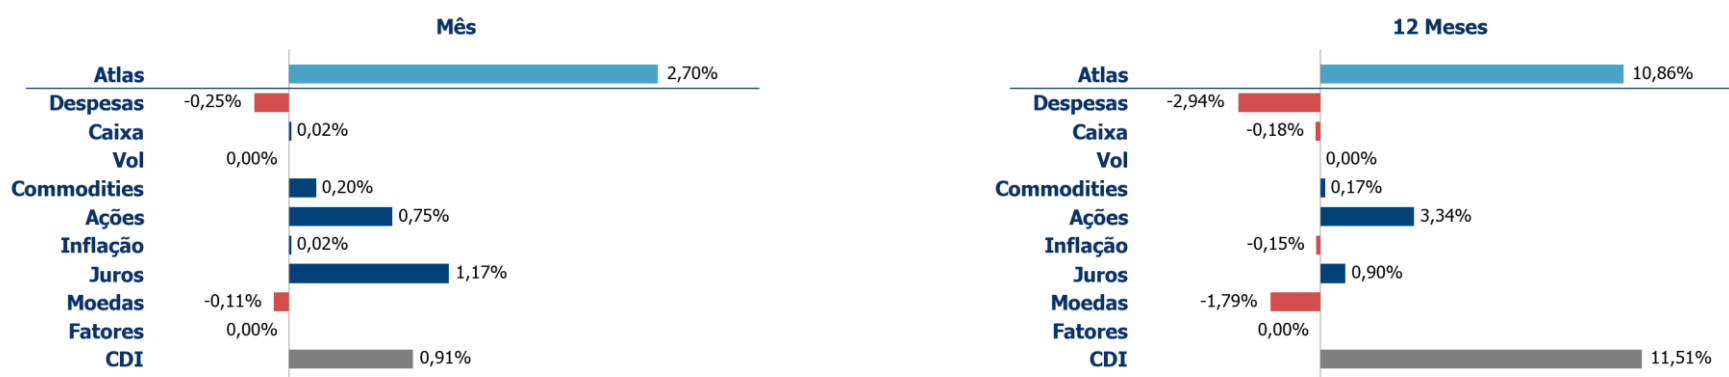 Mês
Atlas 2,70%
Despesas -0,25%
Caixa 0,02%
Vol 0,00%
Commodities 0,20%
Ações 0,75%
Inflação 0,02%
Juros 1,17%
Moedas -0,11%
Fatores 0,00%
CDI 0,91%
12 Meses
Atlas 10,86%
Despesas -2,94%
Caixa -0,18%
Vol 0,00%
Commodities 0,17%
Ações 3,34%
Inflação -0,15%
Juros 0,90%
Moedas -1,79%
Fatores 0,00%
CDI 11,51%